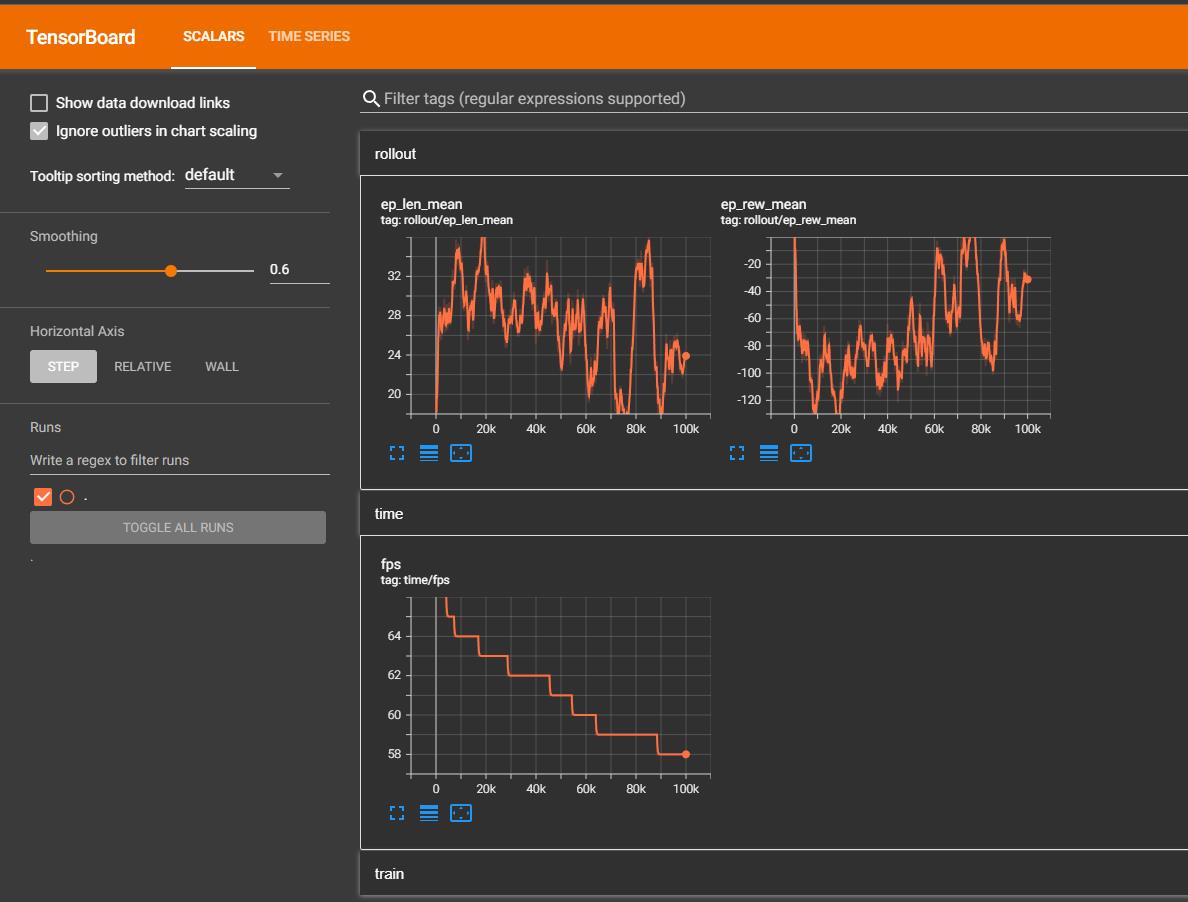 TensorBoard SCALARS TIME SERIES
Show data download links
Ignore outliers in chart scaling
Tooltip sorting method: default
Smoothing
0.6
Horizontal Axis
STEP RELATIVE WALL
Runs
Write a regex to filter runs
.
TOGGLE ALL RUNS
.
Filter tags (regular expressions supported)
rollout
ep_len_mean
tag: rollout/ep_len_mean
32
28
24
20
0 20k 40k 60k 80k 100k
ep_rew_mean
tag: rollout/ep_rew_mean
-20
-40
-60
-80
-100
-120
0 20k 40k 60k 80k 100k
time
fps
tag: time/fps
64
62
60
58
0 20k 40k 60k 80k 100k
train